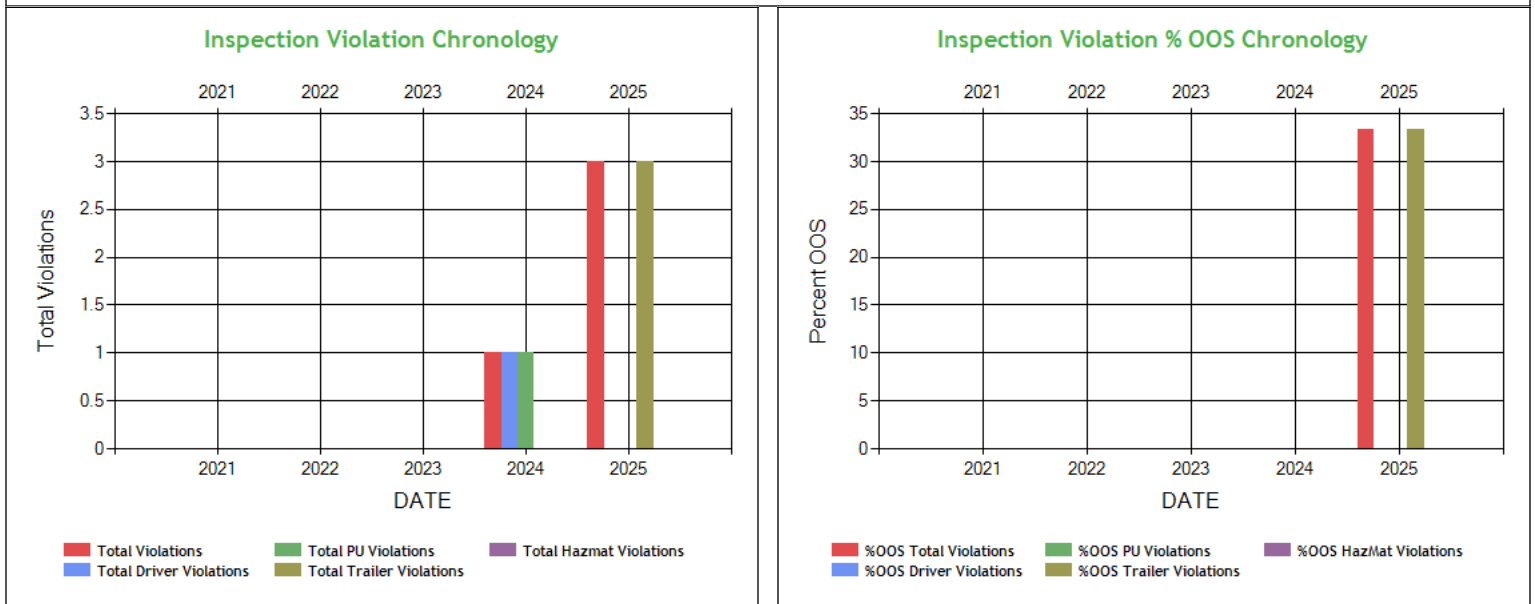 Inspection Violation Chronology
2021 2022 2023 2024 2025
3.5
3
2.5
2
1.5
1
0.5
0
Total Violations
2021 2022 2023 2024 2025
DATE
Total Violations Total PU Violations Total Hazmat Violations
Total Driver Violations Total Trailer Violations
Inspection Violation % OOS Chronology
2021 2022 2023 2024 2025
35
30
25
20
15
10
5
0
Percent OOS
2021 2022 2023 2024 2025
DATE
%OOS Total Violations %OOS PU Violations %OOS HazMat Violations
%OOS Driver Violations %OOS Trailer Violations